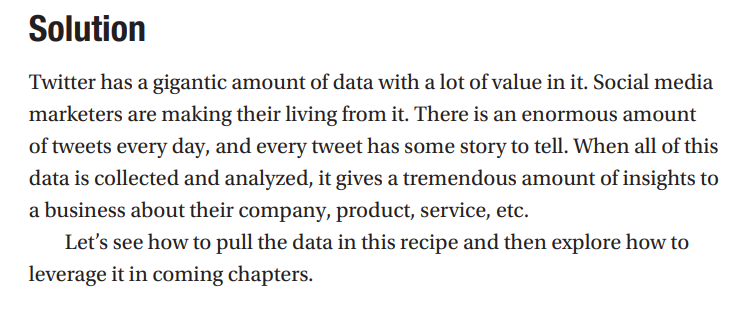 Solution
Twitter has a gigantic amount of data with a lot of value in it. Social media
marketers are making their living from it. There is an enormous amount
of tweets every day, and every tweet has some story to tell. When all of this
data is collected and analyzed, it gives a tremendous amount of insights to
a business about their company, product, service, etc.
Let’s see how to pull the data in this recipe and then explore how to
leverage it in coming chapters.